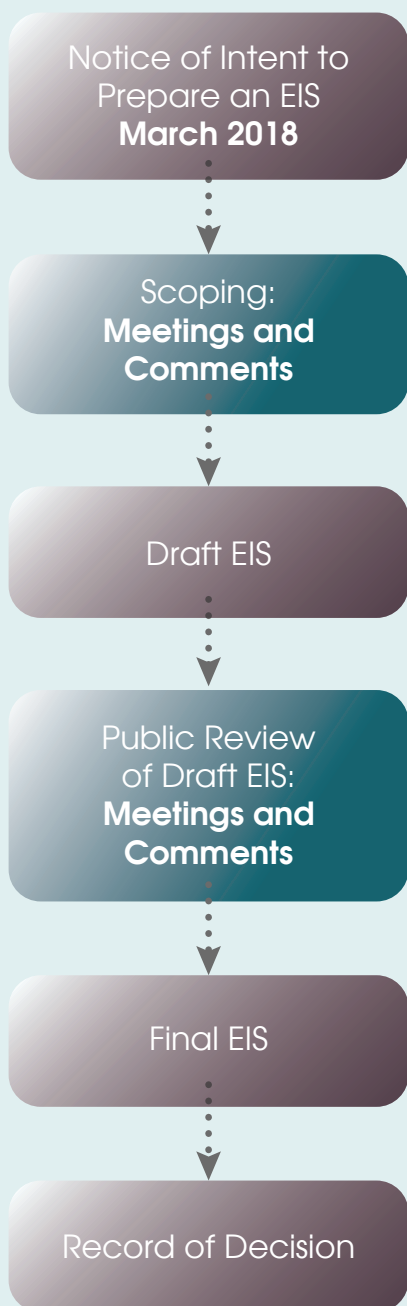 Notice of Intent to
Prepare an EIS
March 2018
Scoping:
Meetings and
Comments
Draft EIS
Public Review
of Draft EIS:
Meetings and
Comments
Final EIS
Record of Decision